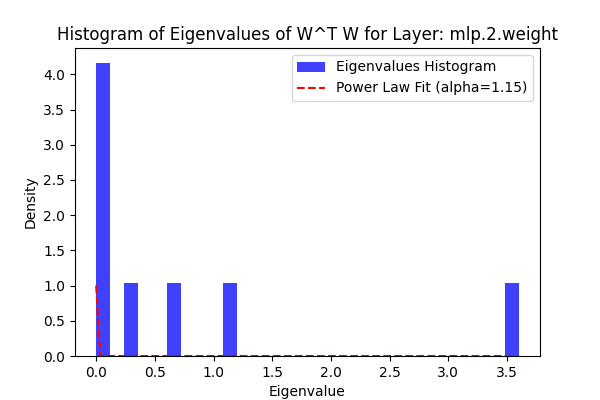 Histogram of Eigenvalues of W^T W for Layer: mlp.2.weight
Eigenvalues Histogram
Power Law Fit (alpha=1.15)
4.0
3.5
3.0
2.5
2.0
1.5
1.0
0.5
0.0
Density
0.0 0.5 1.0 1.5 2.0 2.5 3.0 3.5
Eigenvalue